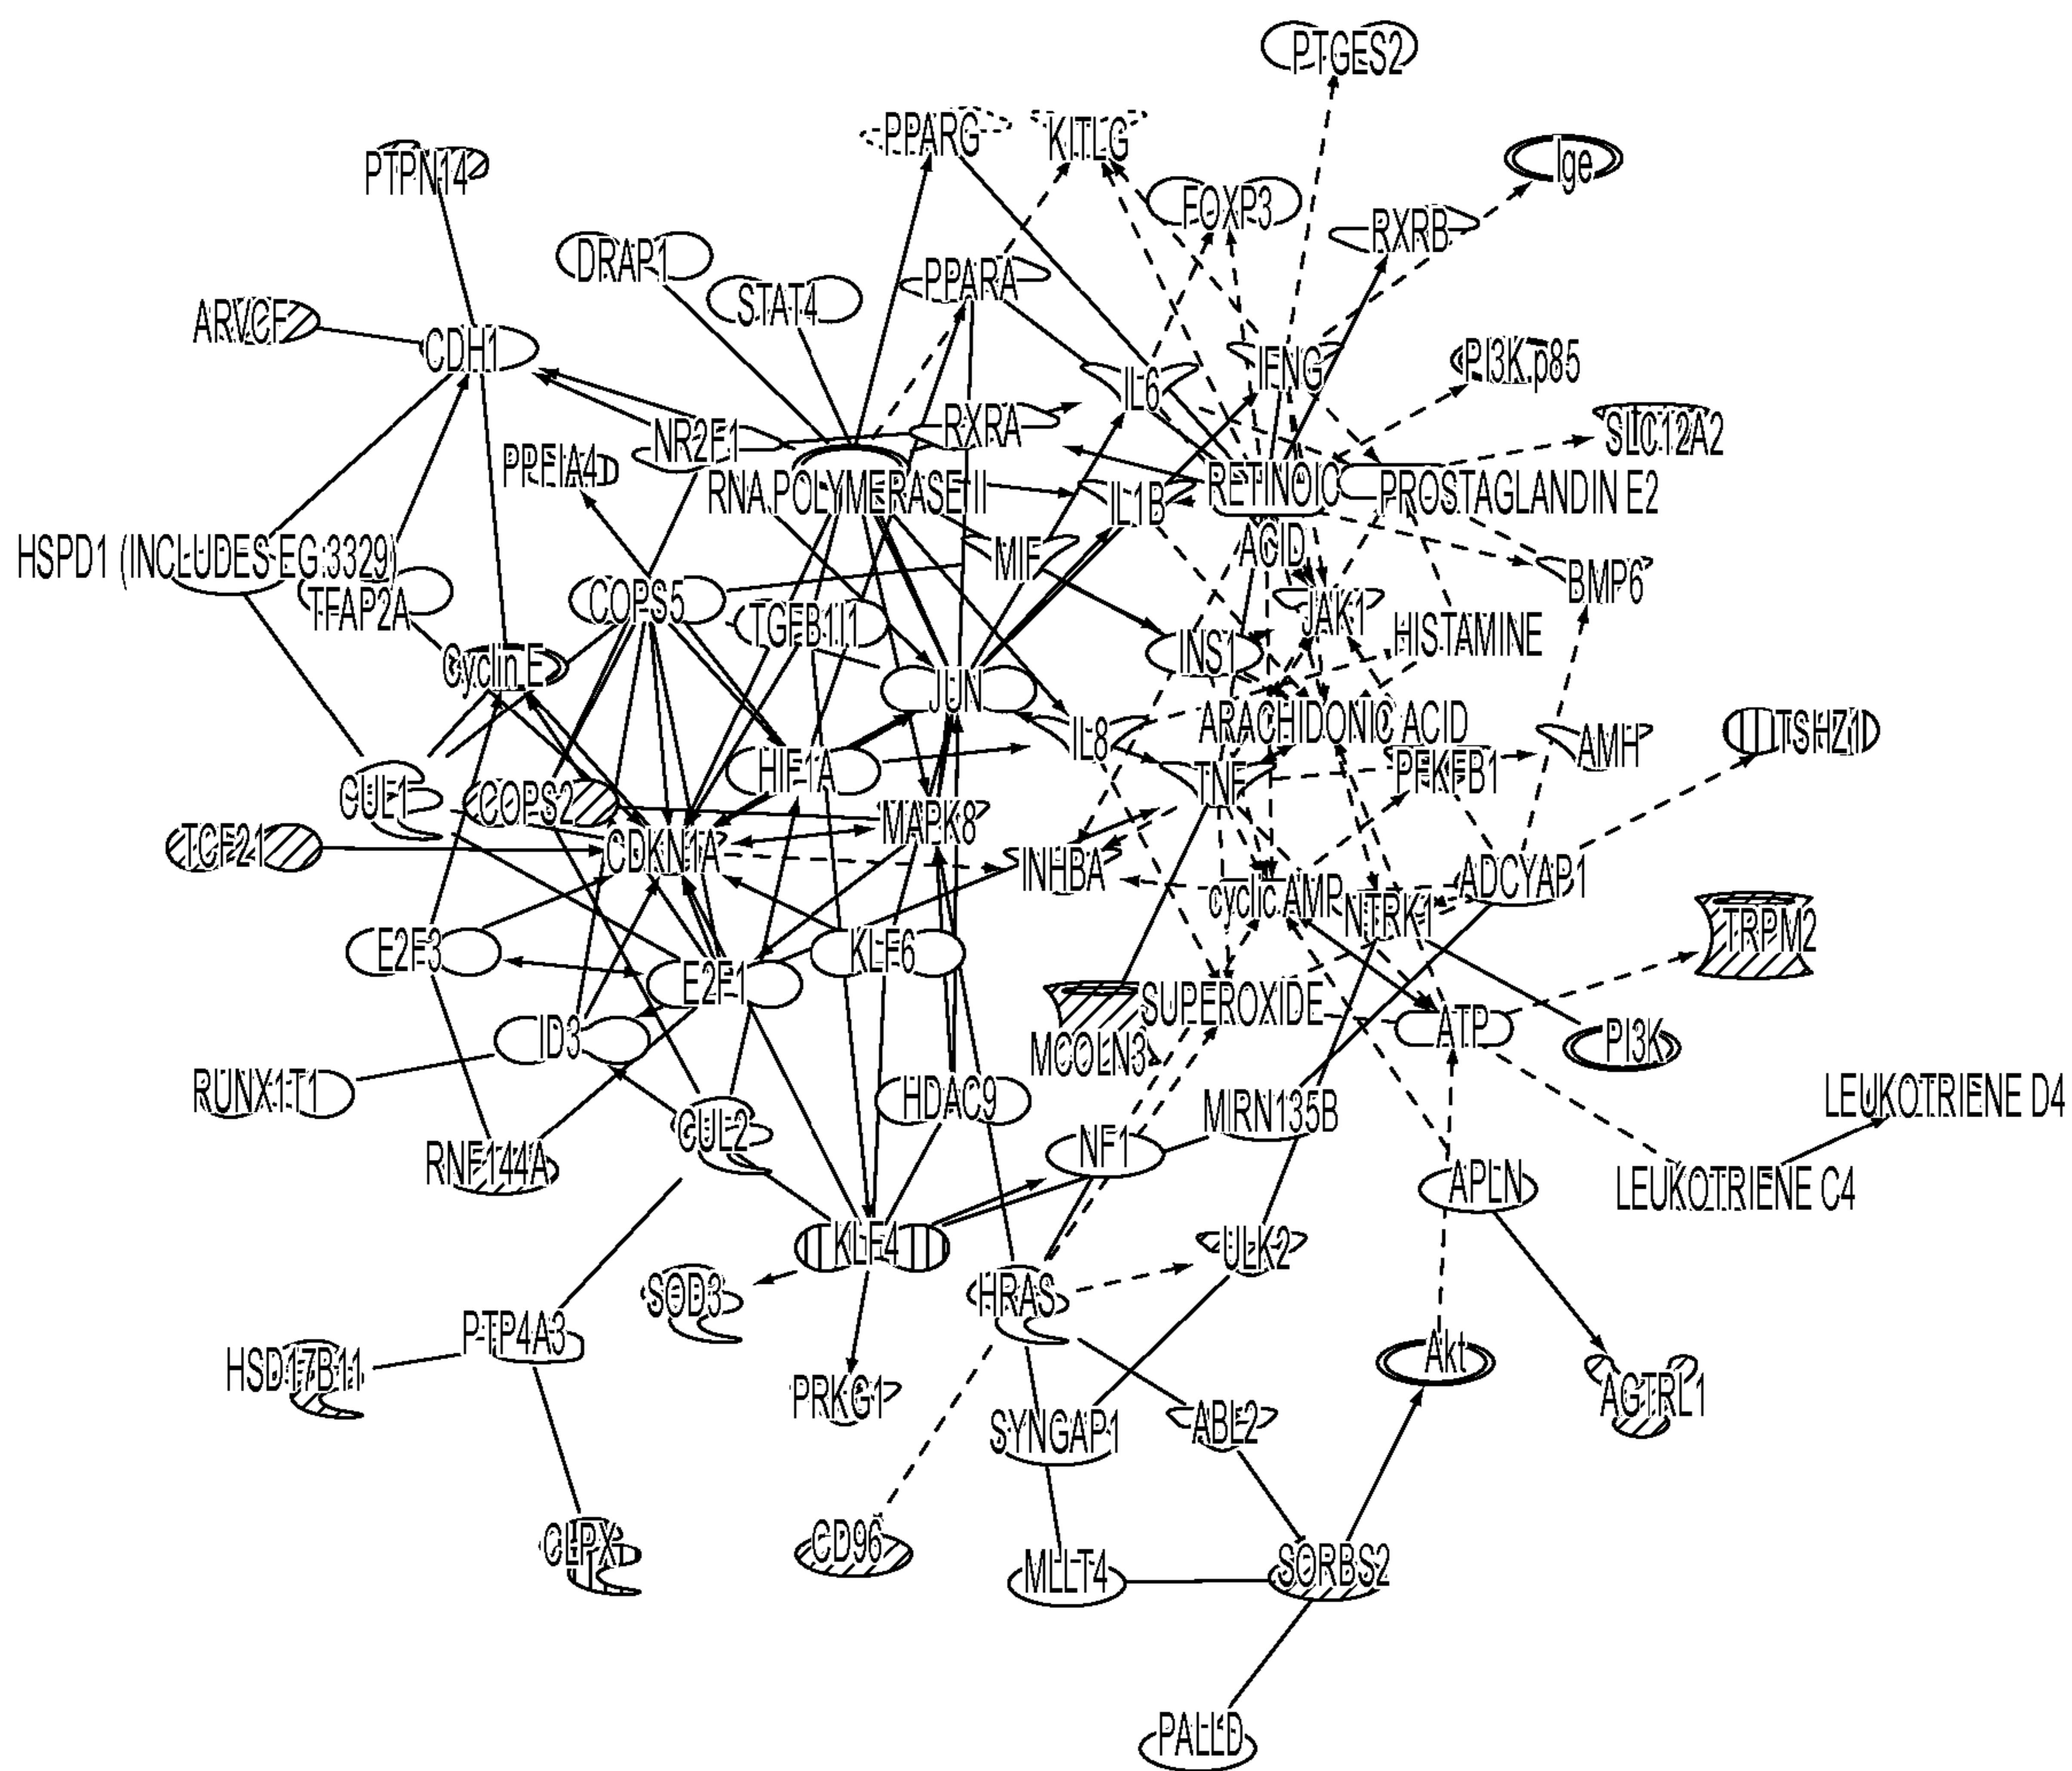 PTGES2
PPARG
KITLG
Ige
PTPN14
FOXP3
RXRB
DRAP1
STAT4
PPARA
ARVCF
CDH1
IL6
IFNG
PI3K p85
NR2F1
RXRA
SLC12A2
PPFIA4
RNA POLYMERASE II
IL1B
RETINOIC
ACID
PROSTAGLANDIN E2
HSPD1 (INCLUDES EG:3329)
MIF
BMP6
TFAP2A
COPS5
TGFB1I1
JAK1
HISTAMINE
Cyclin E
INS1
JUN
IL8
ARACHIDONIC ACID
AMH
TSHZ1
CUL1
COPS2
HIF1A
TNF
PFKFB1
TCF21
CDKN1A
MAPK8
INHBA
cyclic AMP
NTRK1
ADCYAP1
TRPM2
E2F3
E2F1
KLF6
SUPEROXIDE
ATP
PI3K
MCOLN3
ID3
RUNX1T1
HDAC9
MIRN135B
LEUKOTRIENE D4
CUL2
NF1
RNF144A
APLN
LEUKOTRIENE C4
KLF4
ULK2
SOD3
HRAS
PTP4A3
HSD17B11
Akt
PRKG1
AGTRL1
SYNGAP1
ABL2
CLPX
CD96
MLLT4
SORBS2
PALLD